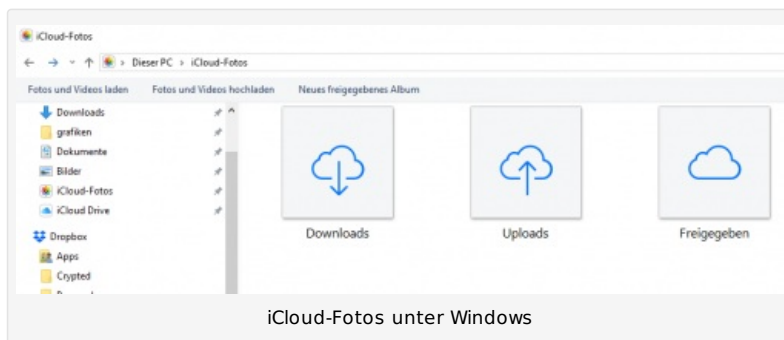 iCloud-Fotos
Dieser PC > iCloud-Fotos
Fotos und Videos laden Fotos und Videos hochladen Neues freigegebenes Album
Downloads
grafiken
Dokumente
Bilder
iCloud-Fotos
iCloud Drive
Dropbox
Apps
Crypted
Downloads Uploads Freigegeben
iCloud-Fotos unter Windows